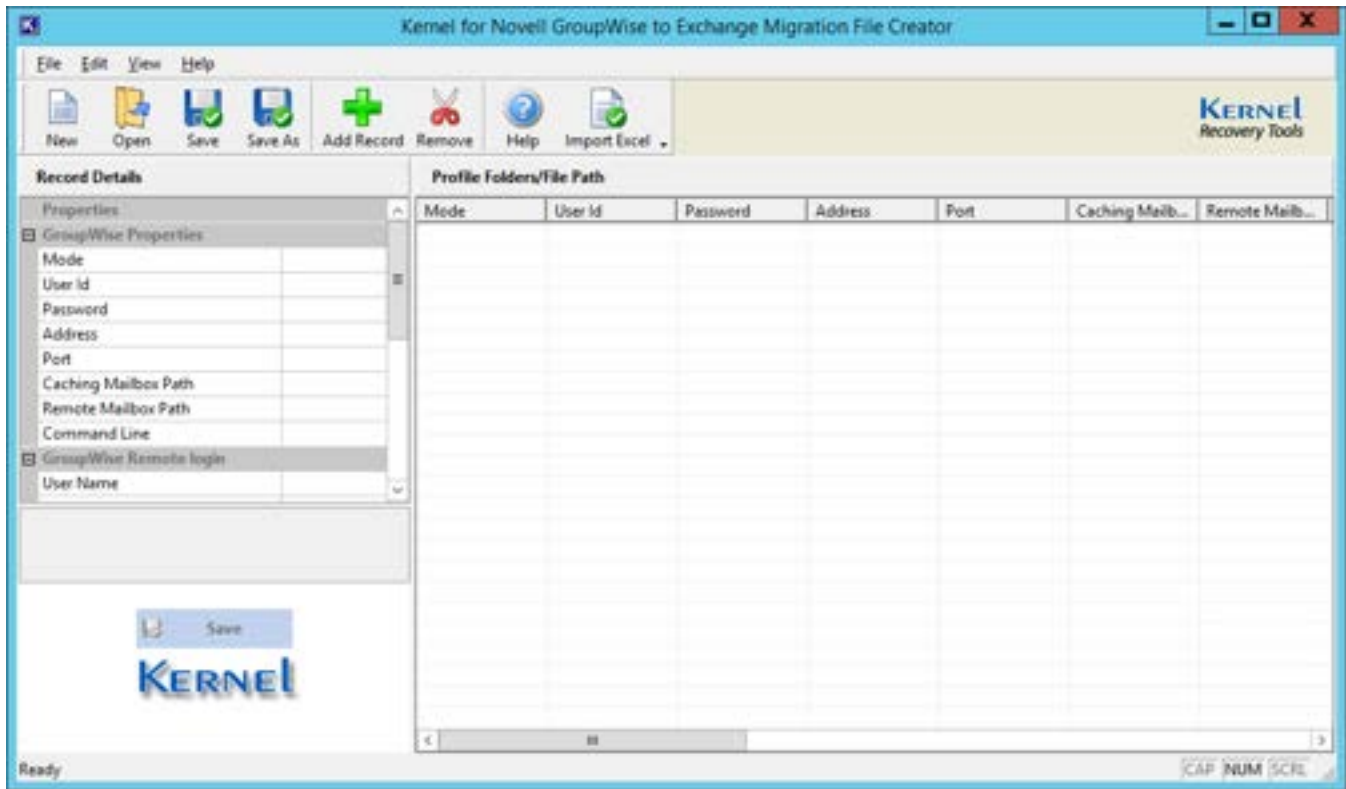 Kernel for Novell GroupWise to Exchange Migration File Creator
File Edit View Help
New Open Save Save As Add Record Remove Help Import Excel
KERNEL
Recovery Tools
Record Details
Profile Folders/File Path
Properties
Mode User Id Password Address Port Caching Mailb... Remote Mailb...
GroupWise Properties
Mode
User Id
Password
Address
Port
Caching Mailbox Path
Remote Mailbox Path
Command Line
GroupWise Remote login
User Name
Save
KERNEL
Ready
CAP NUM SCRL